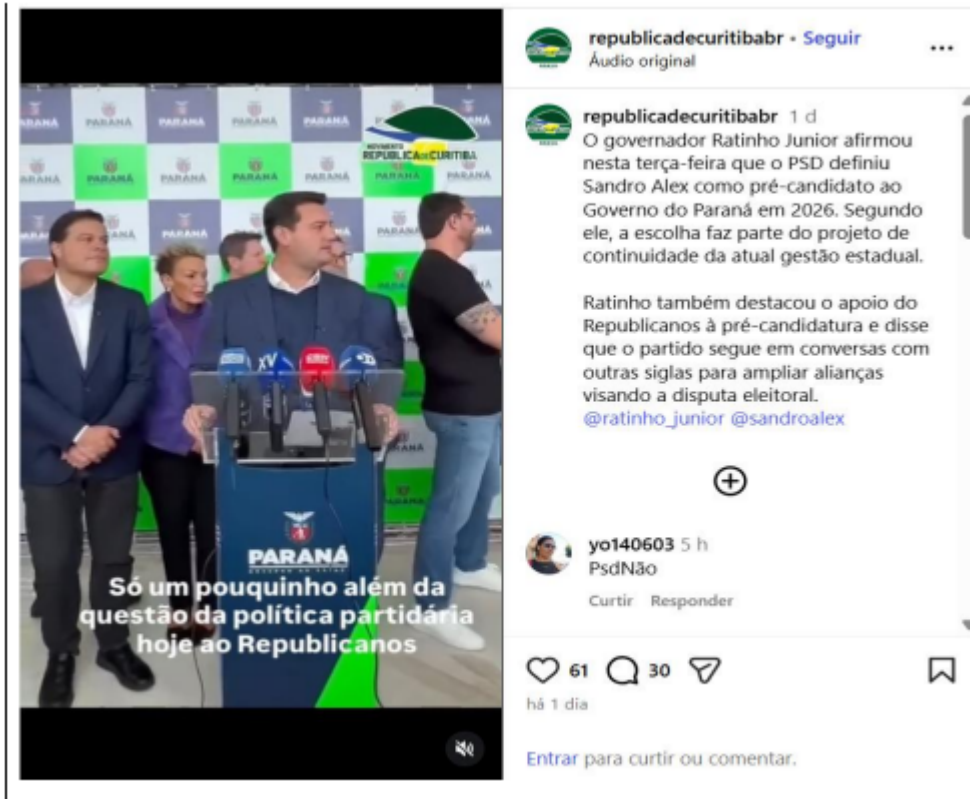 republicadecuritibabr • Seguir
Áudio original
republicadecuritibabr 1 d
O governador Ratinho Junior afirmou
nesta terça-feira que o PSD definiu
Sandro Alex como pré-candidato ao
Governo do Paraná em 2026. Segundo
ele, a escolha faz parte do projeto de
continuidade da atual gestão estadual.
Ratinho também destacou o apoio do
Republicanos à pré-candidatura e disse
que o partido segue em conversas com
outras siglas para ampliar alianças
visando a disputa eleitoral.
@ratinho_junior @sandroalex
yo140603 5 h
PsdNão
Curtir Responder
61 30
há 1 dia
Entrar para curtir ou comentar.
MOVIMENTO
REPUBLICA DE CURITIBA
PARANÁ
PARANÁ
GOVERNO DO ESTADO
Só um pouquinho além da
questão da política partidária
hoje ao Republicanos